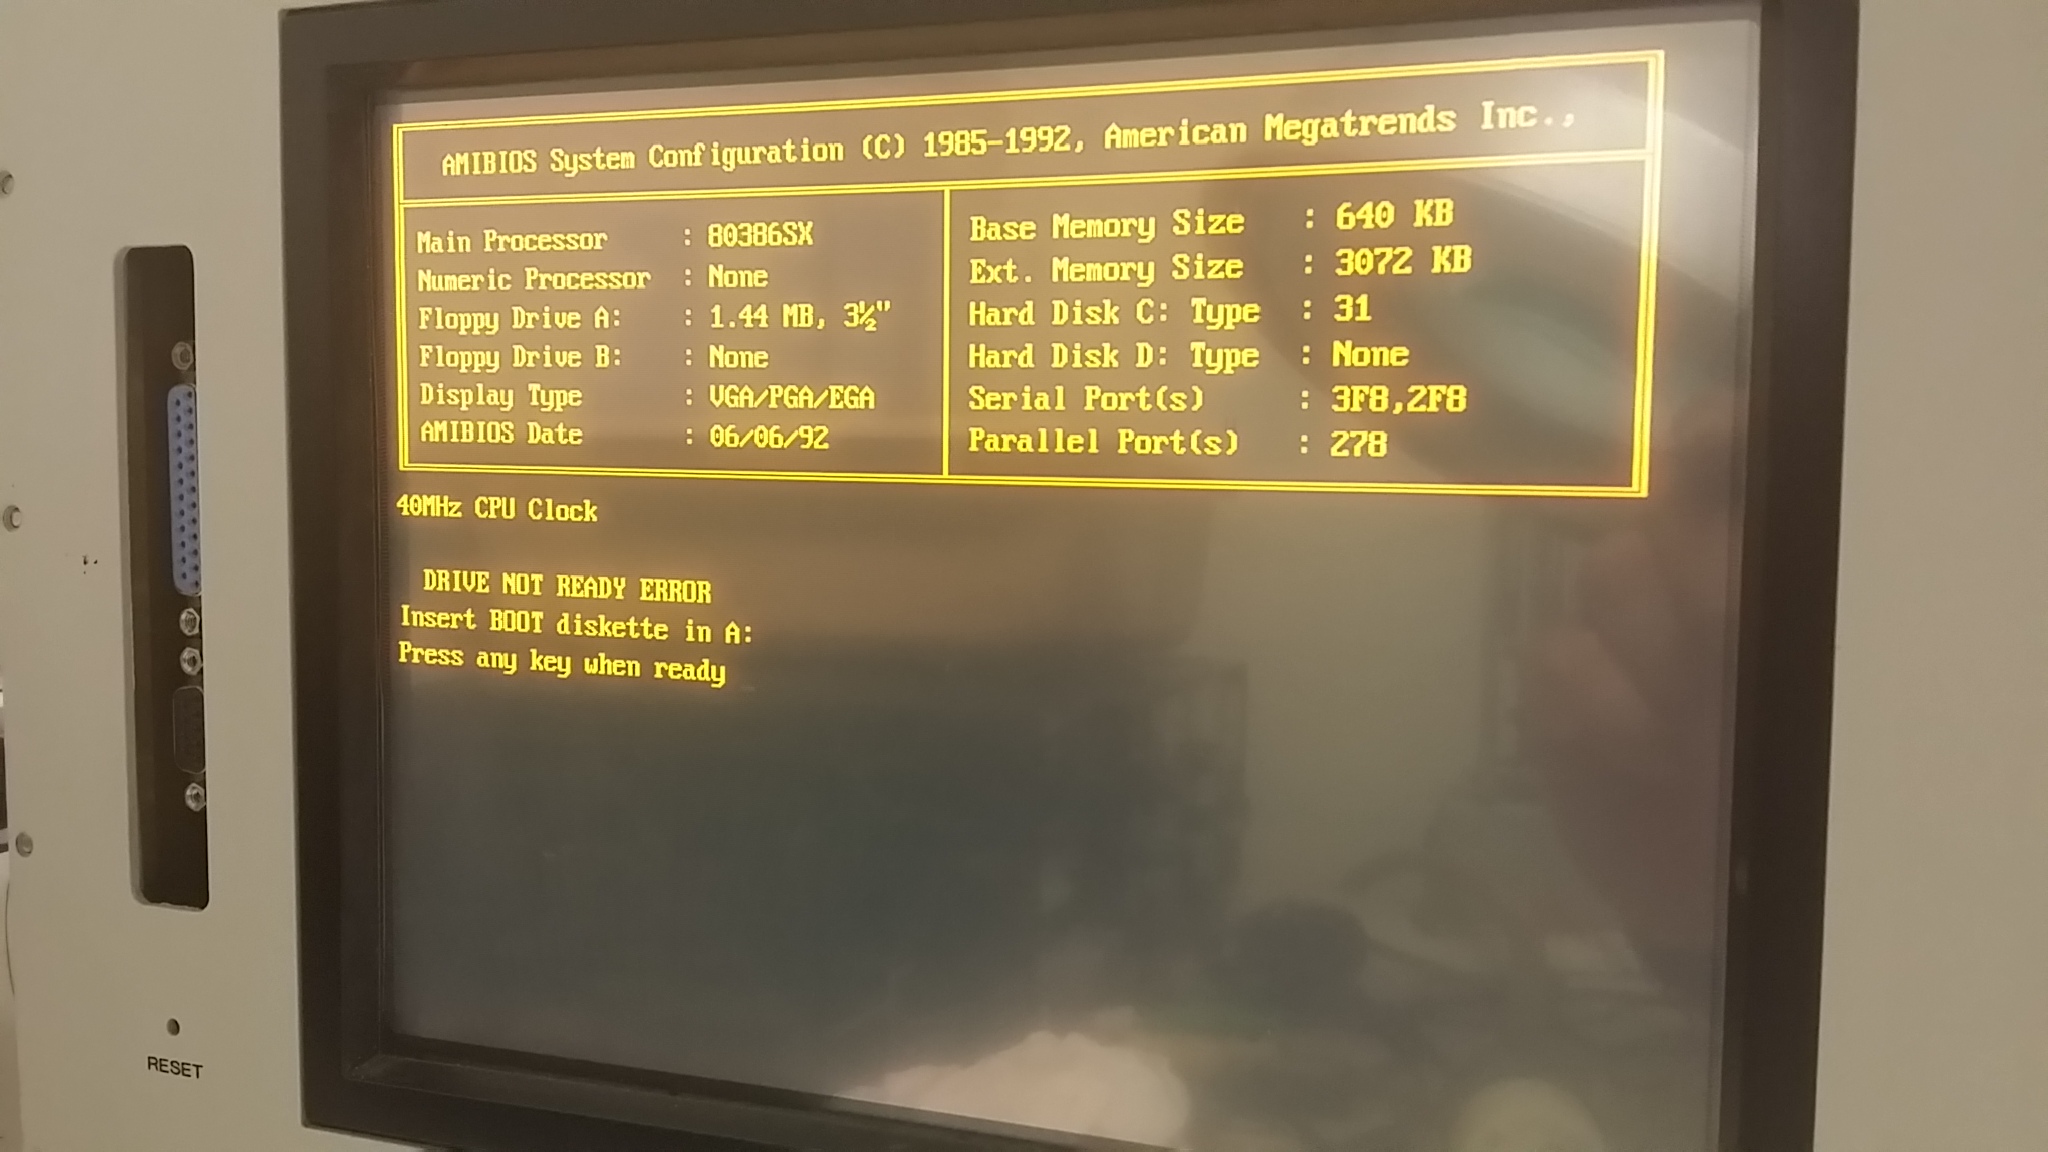 AMIBIOS System Configuration (C) 1985-1992, American Megatrends Inc.,
Main Processor : 80386SX
Numeric Processor : None
Floppy Drive A: : 1.44 MB, 3½"
Floppy Drive B: : None
Display Type : VGA/PGA/EGA
AMIBIOS Date : 06/06/92
Base Memory Size : 640 KB
Ext. Memory Size : 3072 KB
Hard Disk C: Type : 31
Hard Disk D: Type : None
Serial Port(s) : 3F8,2F8
Parallel Port(s) : 278
40MHz CPU Clock
DRIVE NOT READY ERROR
Insert BOOT diskette in A:
Press any key when ready
RESET